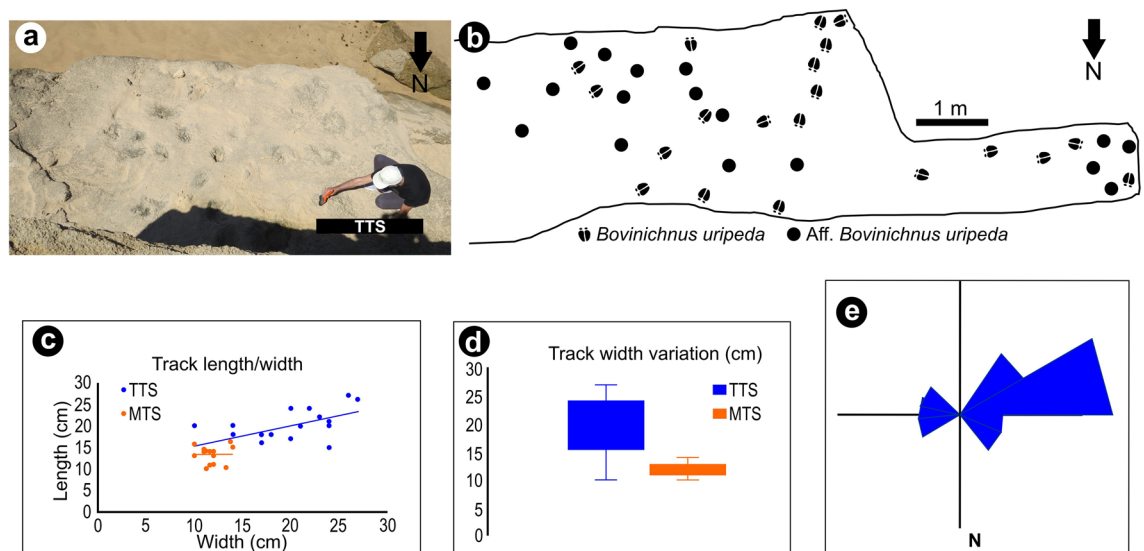 a
N
TTS
b
N
1 m
Bovinichnus uripeda
Aff. Bovinichnus uripeda
c
Track length/width
TTS
MTS
Length (cm)
30
25
20
15
10
5
0
0 5 10 15 20 25 30
Width (cm)
d
Track width variation (cm)
TTS
MTS
30
25
20
15
10
5
0
e
N